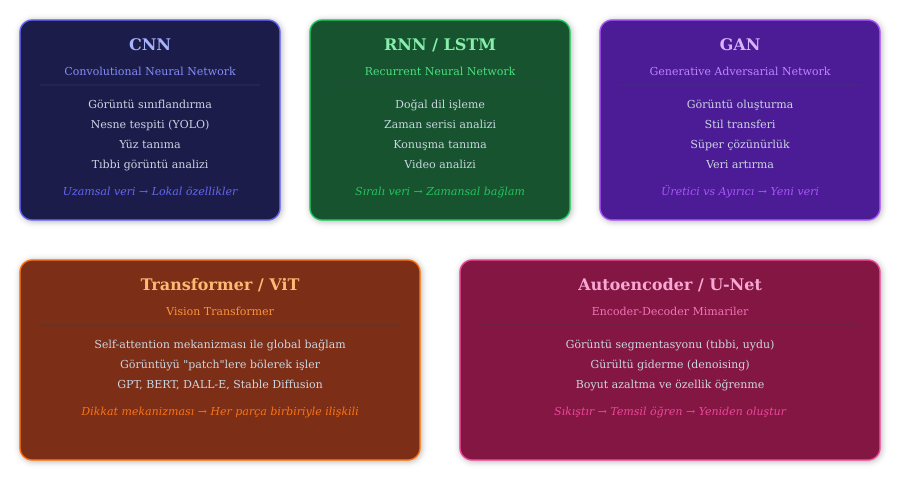 CNN
Convolutional Neural Network
Görüntü sınıflandırma
Nesne tespiti (YOLO)
Yüz tanıma
Tıbbi görüntü analizi
Uzamsal veri → Lokal özellikler
RNN / LSTM
Recurrent Neural Network
Doğal dil işleme
Zaman serisi analizi
Konuşma tanıma
Video analizi
Sıralı veri → Zamansal bağlam
GAN
Generative Adversarial Network
Görüntü oluşturma
Stil transferi
Süper çözünürlük
Veri artırma
Üretici vs Ayırıcı → Yeni veri
Transformer / ViT
Vision Transformer
Self-attention mekanizması ile global bağlam
Görüntüyü "patch"lere bölerek işler
GPT, BERT, DALL-E, Stable Diffusion
Dikkat mekanizması → Her parça birbiriyle ilişkili
Autoencoder / U-Net
Encoder-Decoder Mimariler
Görüntü segmentasyonu (tıbbi, uydu)
Gürültü giderme (denoising)
Boyut azaltma ve özellik öğrenme
Sıkıştır → Temsil öğren → Yeniden oluştur